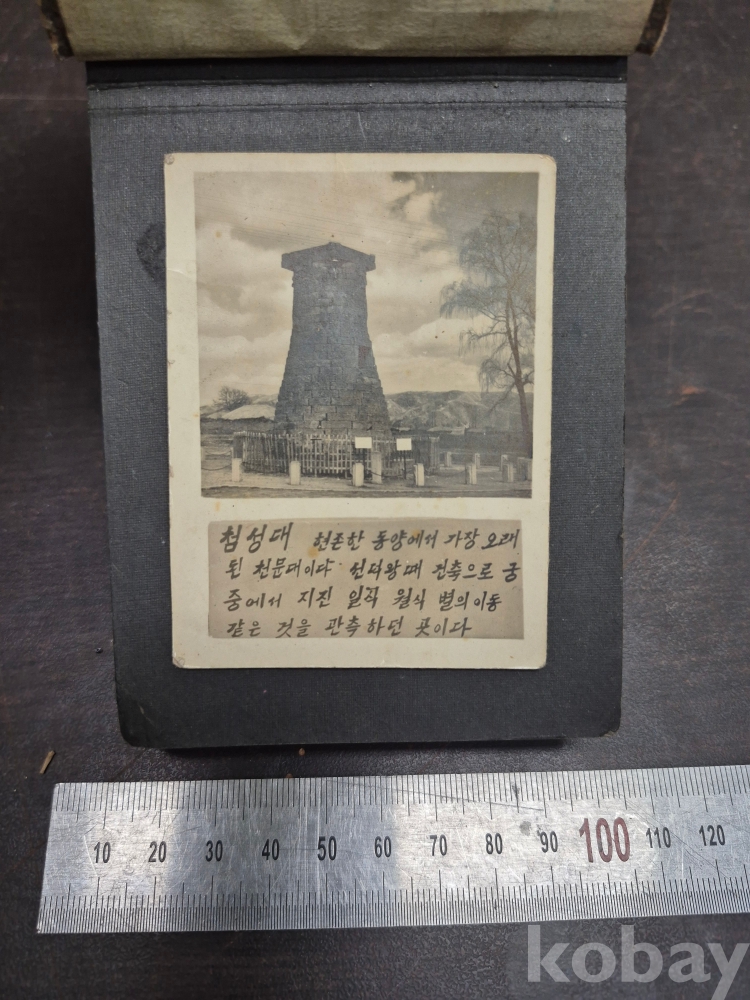 첨성대 현존한 동양에서 가장 오래
된 천문대이다 선덕왕때 건축으로 궁
중에서 지진 일직 월식 별의이동
같은 것을 관측하던 곳이다
10 20 30 40 50 60 70 80 90 100 110 120
kobay